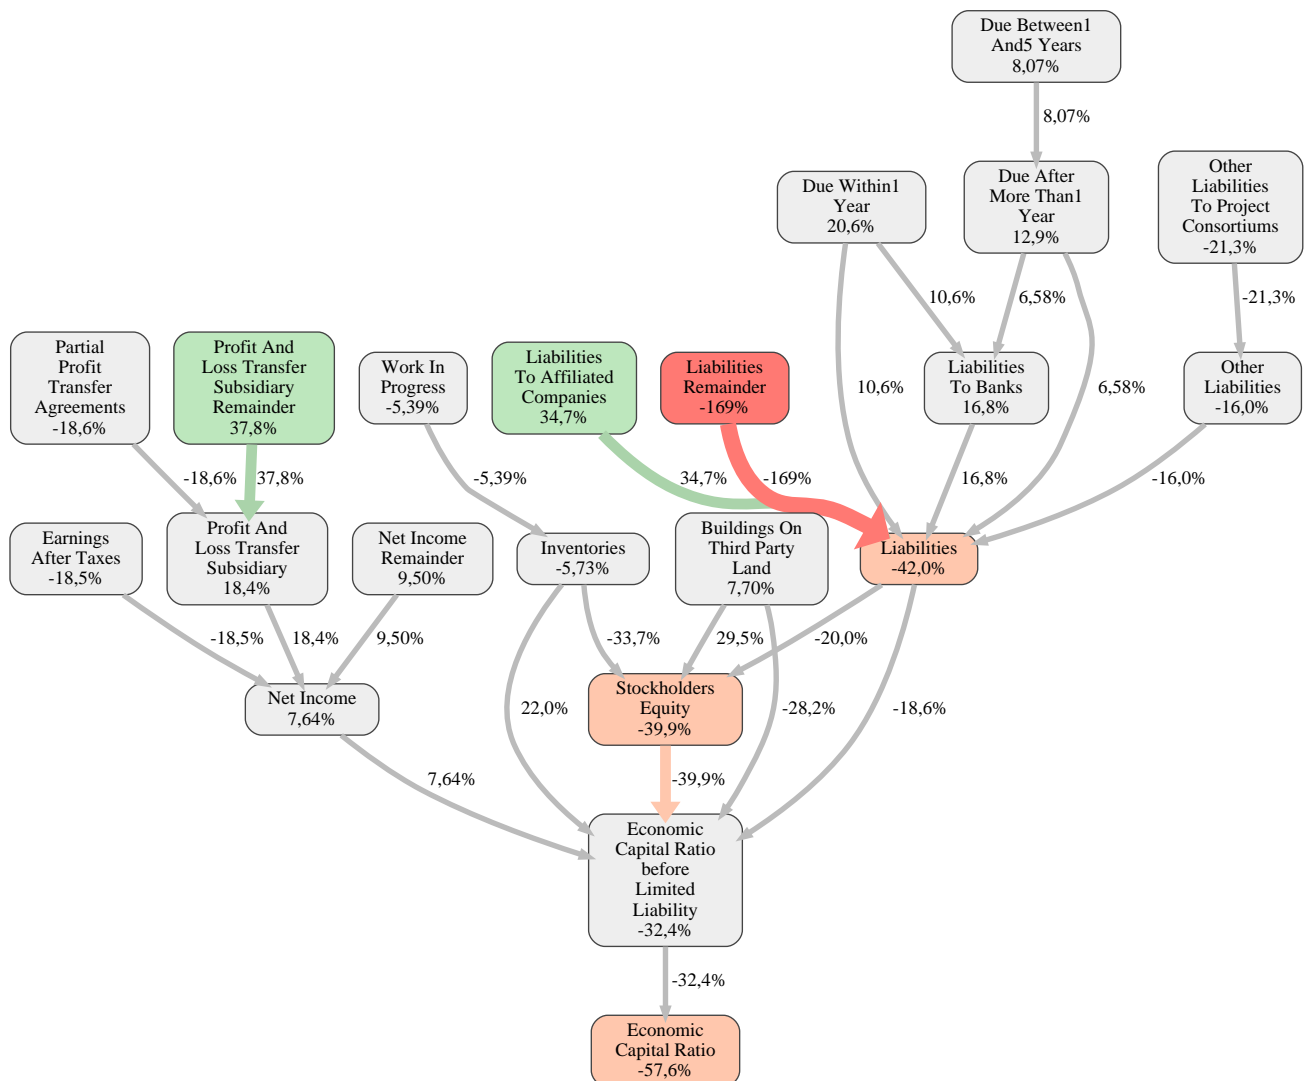 Due Between1
And5 Years
8,07%
8,07%
Due Within1
Year
20,6%
Due After
More Than1
Year
12,9%
Other
Liabilities
To Project
Consortiums
-21,3%
10,6%
6,58%
-21,3%
Partial
Profit
Transfer
Agreements
-18,6%
Profit And
Loss Transfer
Subsidiary
Remainder
37,8%
Work In
Progress
-5,39%
Liabilities
To Affiliated
Companies
34,7%
Liabilities
Remainder
-169%
10,6%
Liabilities
To Banks
16,8%
6,58%
Other
Liabilities
-16,0%
-18,6%
37,8%
-5,39%
34,7%
-169%
16,8%
-16,0%
Earnings
After Taxes
-18,5%
Profit And
Loss Transfer
Subsidiary
18,4%
Net Income
Remainder
9,50%
Inventories
-5,73%
Buildings On
Third Party
Land
7,70%
Liabilities
-42,0%
-18,5%
18,4%
9,50%
-33,7%
29,5%
-20,0%
Net Income
7,64%
22,0%
Stockholders
Equity
-39,9%
-28,2%
-18,6%
7,64%
-39,9%
Economic
Capital Ratio
before
Limited
Liability
-32,4%
-32,4%
Economic
Capital Ratio
-57,6%